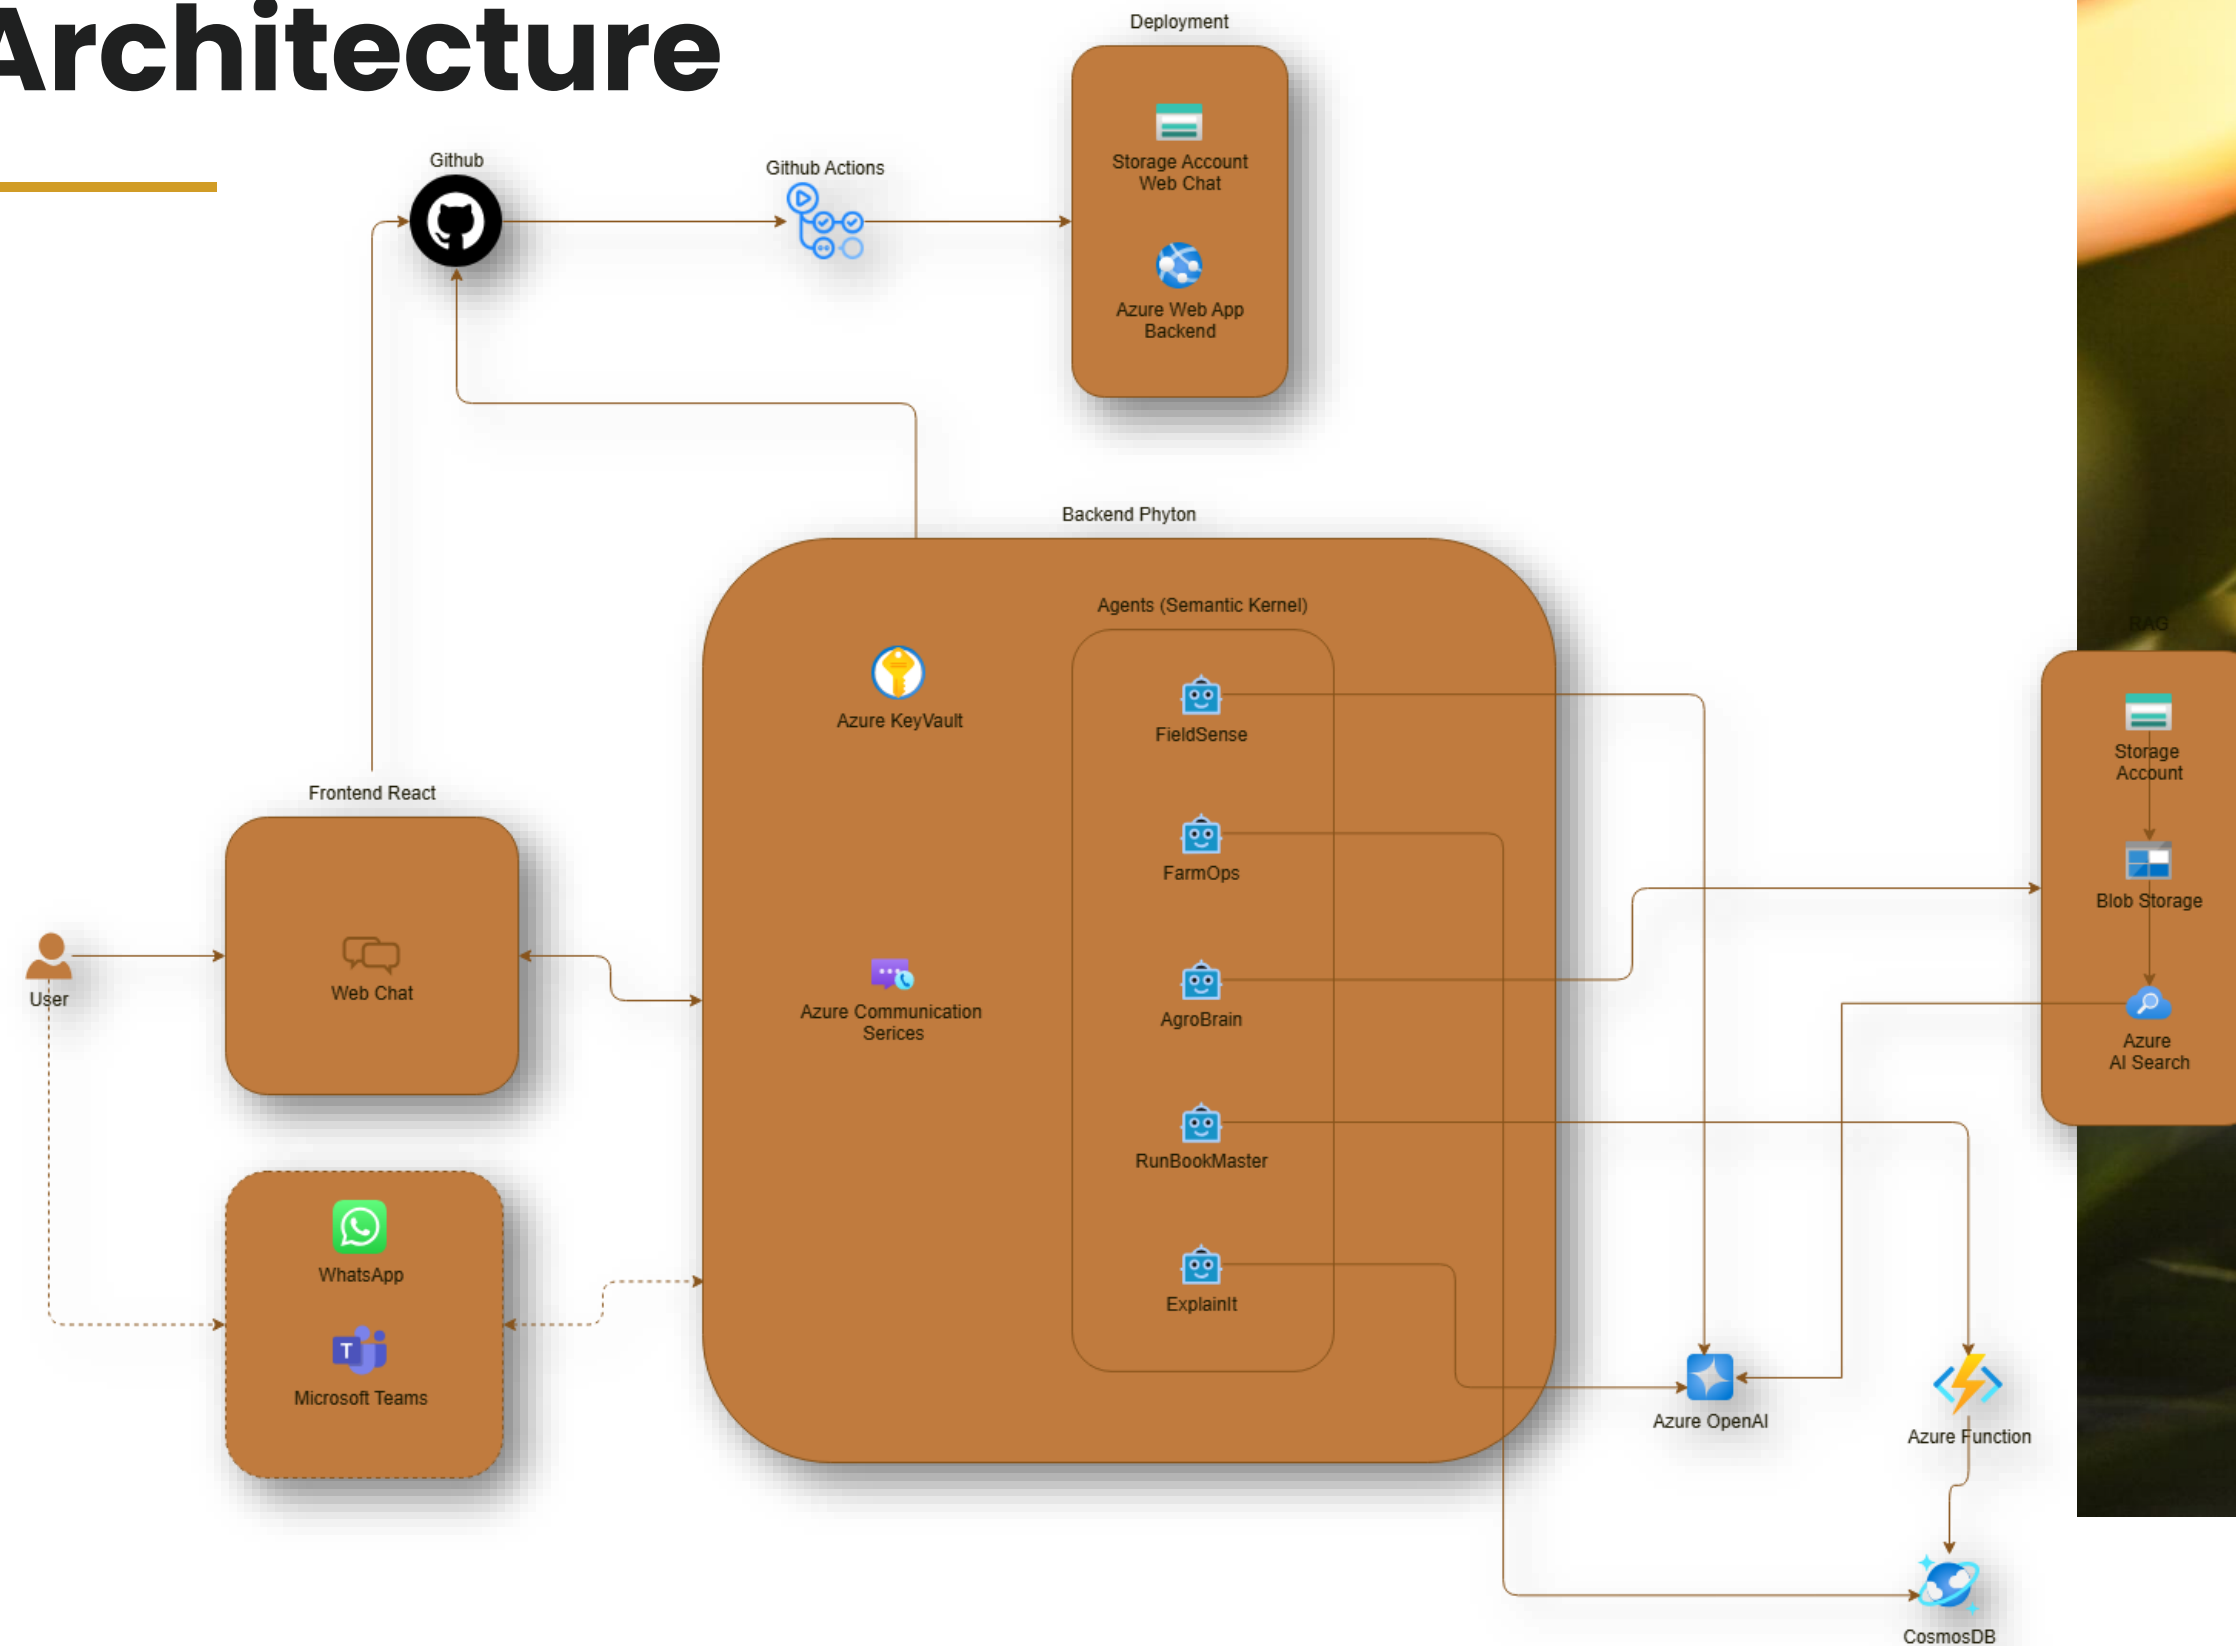 Architecture
Deployment
Storage Account
Web Chat
Azure Web App
Backend
Github
Github Actions
Backend Phyton
Agents (Semantic Kernel)
Azure KeyVault
FieldSense
FarmOps
Azure Communication
Serices
AgroBrain
RunBookMaster
ExplainIt
Frontend React
Web Chat
User
WhatsApp
T
Microsoft Teams
RAG
Storage
Account
Blob Storage
Azure
AI Search
Azure OpenAI
Azure Function
CosmosDB